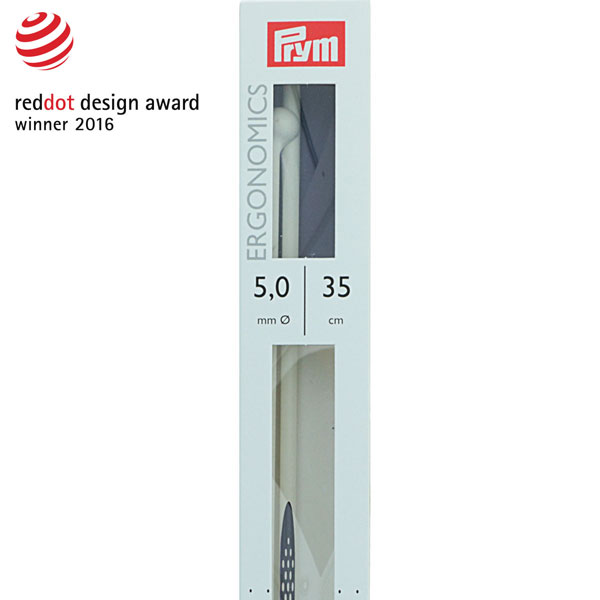 reddot design award
winner 2016
Prym
ERGONOMICS
5,0
mm Ø
35
cm